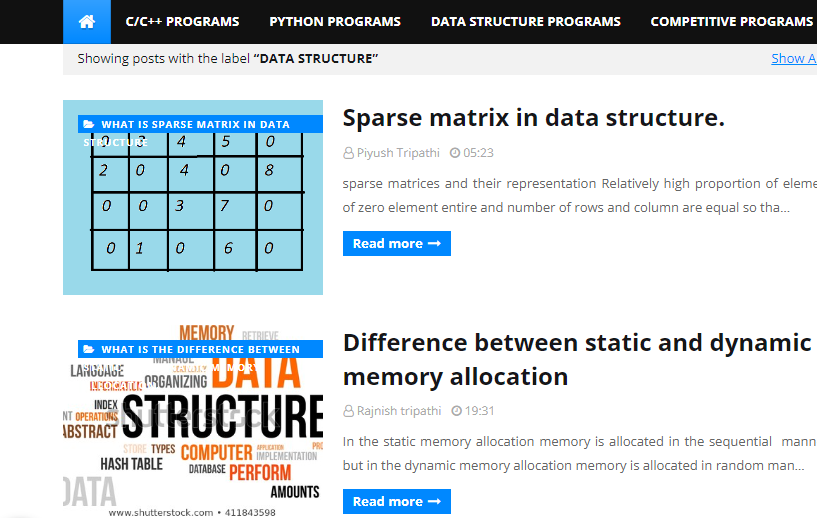 C/C++ PROGRAMS PYTHON PROGRAMS DATA STRUCTURE PROGRAMS COMPETITIVE PROGRAMS
Showing posts with the label “DATA STRUCTURE” Show A
WHAT IS SPARSE MATRIX IN DATA
STRUCTURE
4 5 0
2 0 4 0 8
0 0 3 7 0
0 1 0 6 0
Sparse matrix in data structure.
Piyush Tripathi 05:23
sparse matrices and their representation Relatively high proportion of eleme
of zero element entire and number of rows and column are equal so tha...
Read more →
MEMORY RETRIEVE
WHAT IS THE DIFFERENCE BETWEEN
MANAGE
LANGUAGE ORGANIZING DATA
INDEX
NT OPERATIONS STRUCTURE
ABSTRACT shutterstock
STORE TYPES COMPUTER APPLICATION PRO
IMPLEMENTATION
HASH TABLE DATABASE PERFORM
DATA AMOUNTS
www.shutterstock.com • 411843598
Difference between static and dynamic
memory allocation
Rajnish tripathi 19:31
In the static memory allocation memory is allocated in the sequential mann
but in the dynamic memory allocation memory is allocated in random man...
Read more →